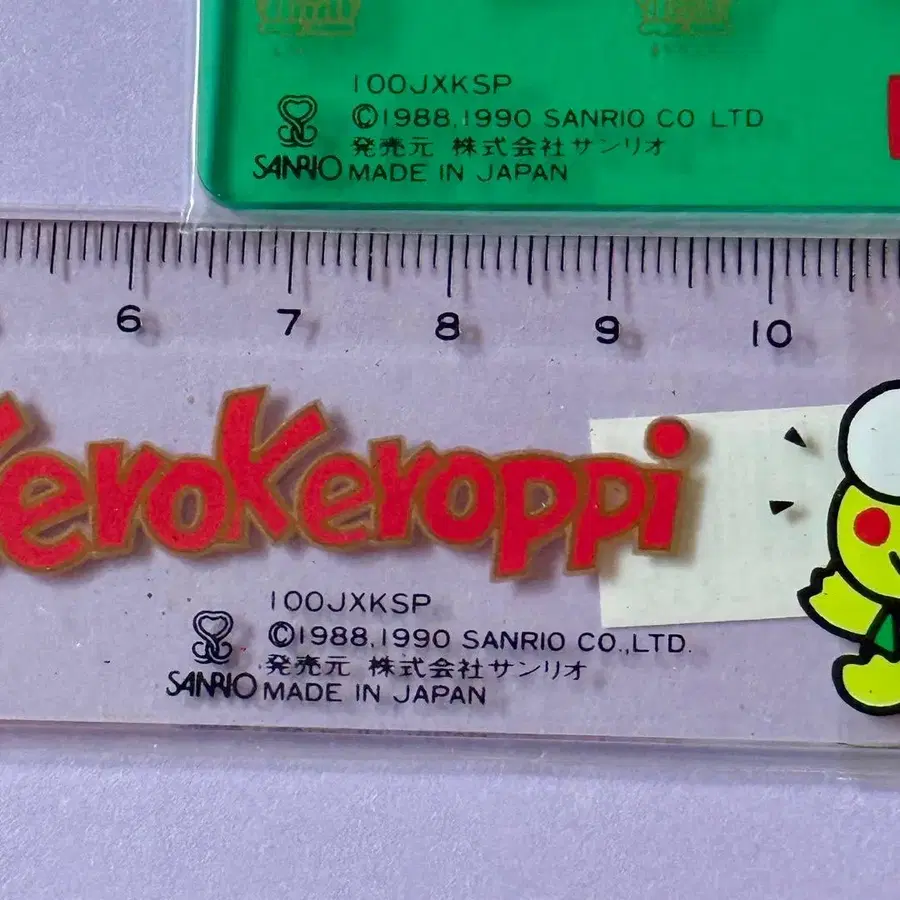 100JXKSP
©1988,1990 SANRIO CO LTD
発売元 株式会社サンリオ
SANRIO MADE IN JAPAN
6 7 8 9 10
KeroKeroppi
100JXKSP
©1988,1990 SANRIO CO.,LTD.
発売元 株式会社サンリオ
SANRIO MADE IN JAPAN